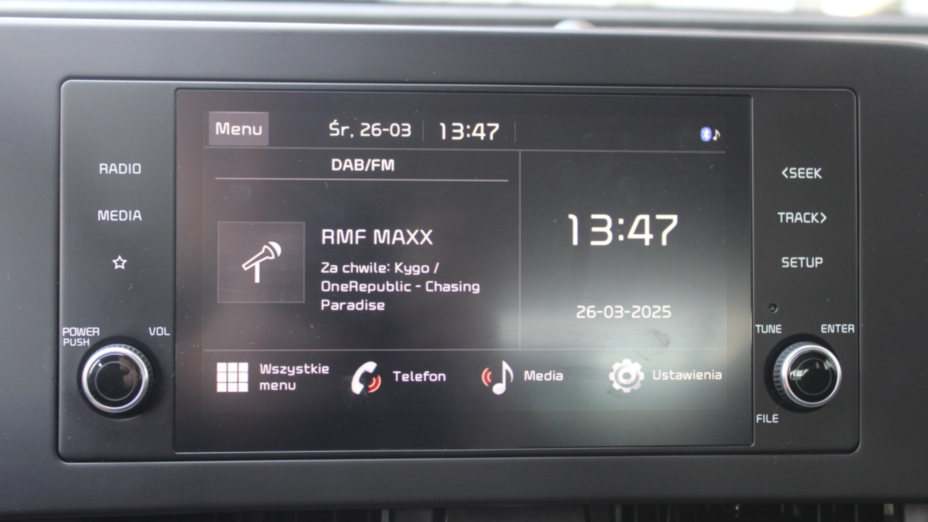 Menu
Śr, 26-03
13:47
RADIO
MEDIA
POWER
PUSH
VOL
DAB/FM
RMF MAXX
Za chwile: Kygo /
OneRepublic - Chasing
Paradise
13:47
26-03-2025
Wszystkie
menu
Telefon
Media
Ustawienia
<SEEK
TRACK>
SETUP
TUNE
ENTER
FILE